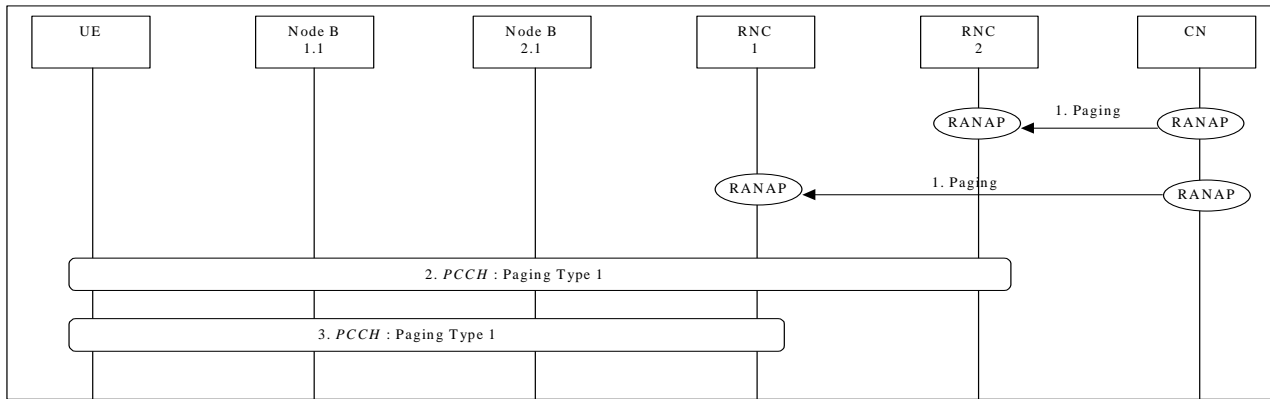 UE
Node B
1.1
Node B
2.1
RNC
1
RNC
2
CN
1. Paging
RANAP
RANAP
1. Paging
RANAP
RANAP
2. PCCH : Paging Type 1
3. PCCH : Paging Type 1